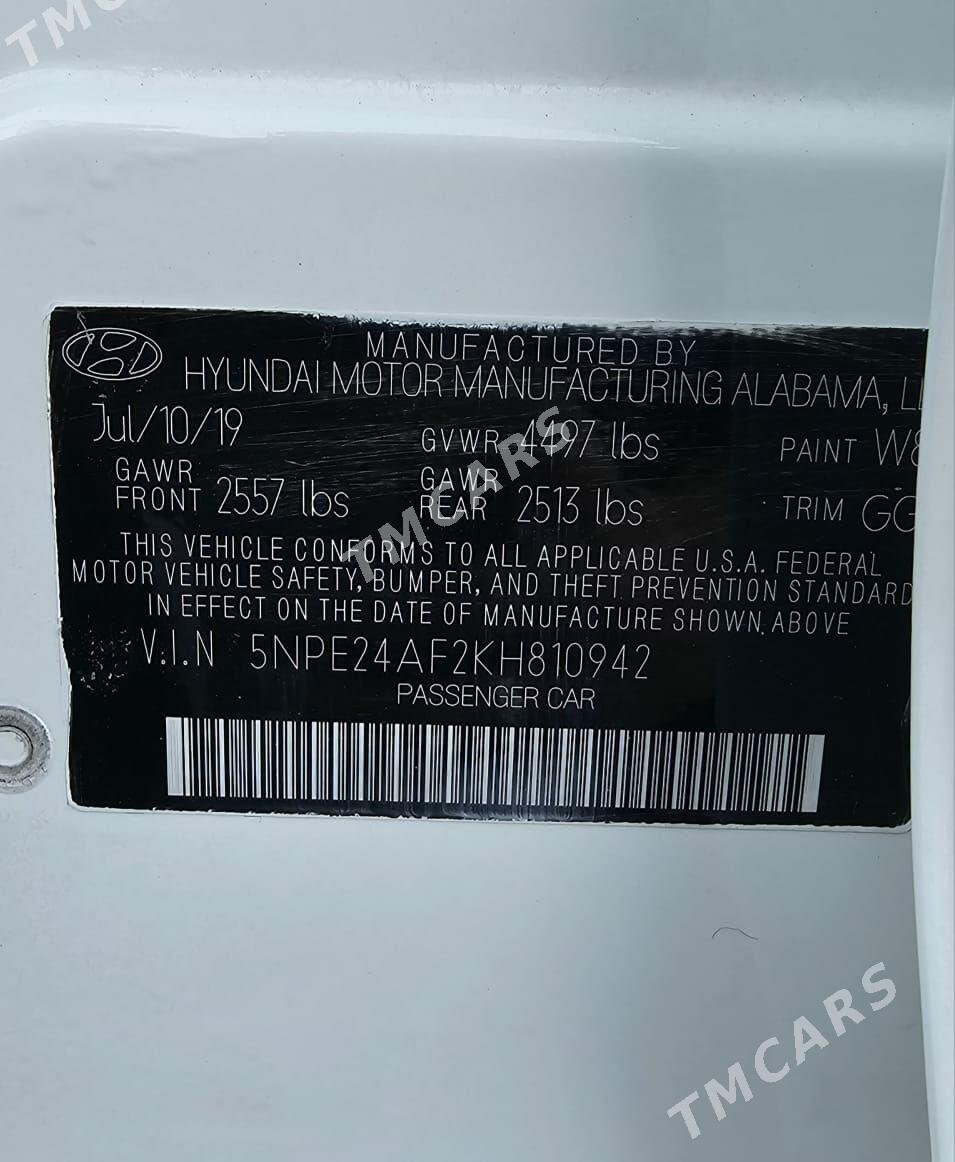 TMC
MANUFACTURED BY
HYUNDAI MOTOR MANUFACTURING ALABAMA, LL
Jul/10/19 GVWR 4497 lbs PAINT W8
GAWR FRONT 2557 lbs GAWR REAR 2513 lbs TRIM GG
THIS VEHICLE CONFORMS TO ALL APPLICABLE U.S.A. FEDERAL
MOTOR VEHICLE SAFETY, BUMPER, AND THEFT PREVENTION STANDARD
IN EFFECT ON THE DATE OF MANUFACTURE SHOWN ABOVE
V.I.N 5NPE24AF2KH810942
PASSENGER CAR
TMCARS
TMCARS